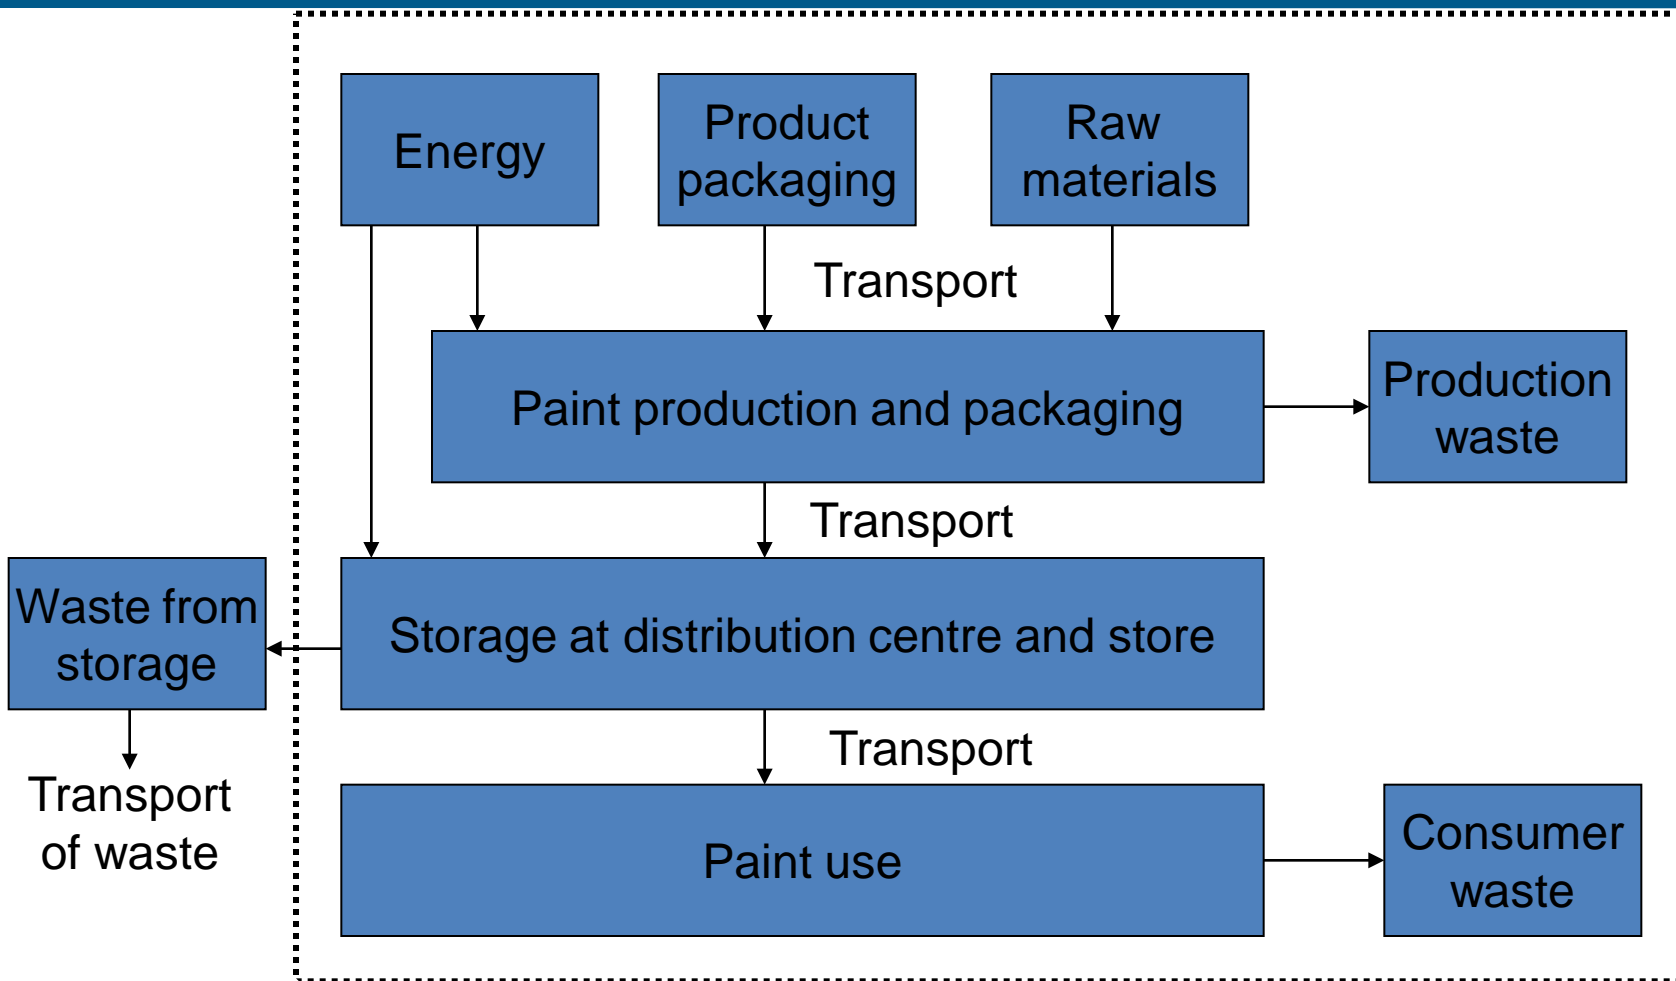 Energy
Product
packaging
Raw
materials
Transport
Paint production and packaging
Production
waste
Transport
Waste from
storage
Storage at distribution centre and store
Transport
Transport
of waste
Paint use
Consumer
waste